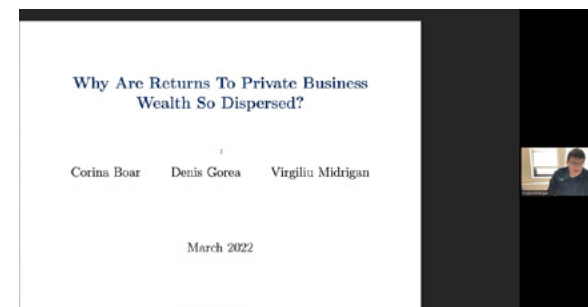 Why Are Returns To Private Business
Wealth So Dispersed?
Corina Boar Denis Gorea Virgiliu Midrigan
March 2022